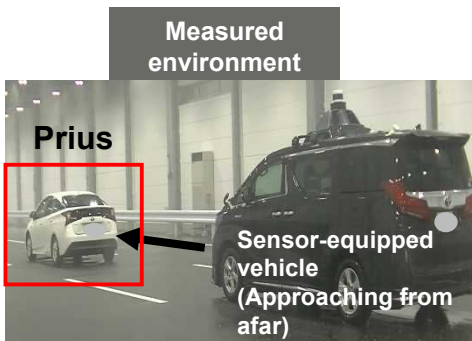 Measured
environment
Prius
Sensor-equipped
vehicle
(Approaching from
afar)